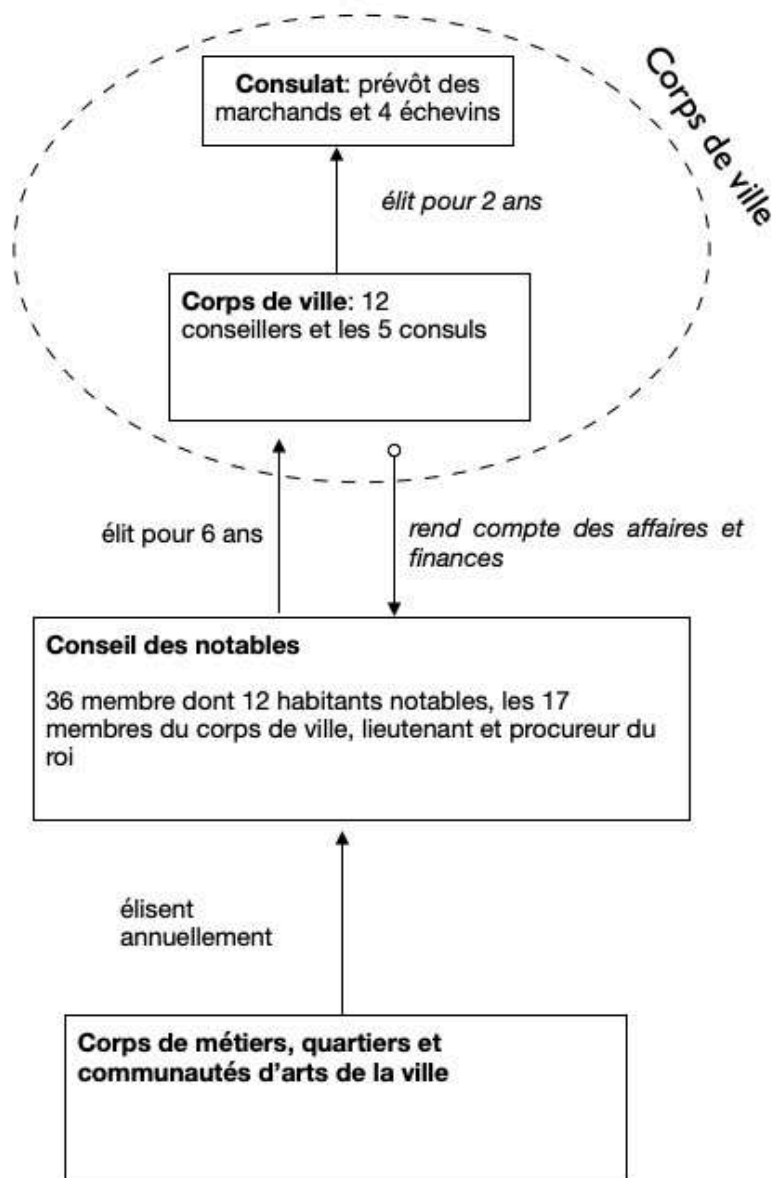 Corps de ville
Consulat: prévôt des
marchands et 4 échevins
élit pour 2 ans
Corps de ville: 12
conseillers et les 5 consuls
élit pour 6 ans
rend compte des affaires et
finances
Conseil des notables
36 membre dont 12 habitants notables, les 17
membres du corps de ville, lieutenant et procureur du
roi
élisent
annuellement
Corps de métiers, quartiers et
communautés d'arts de la ville